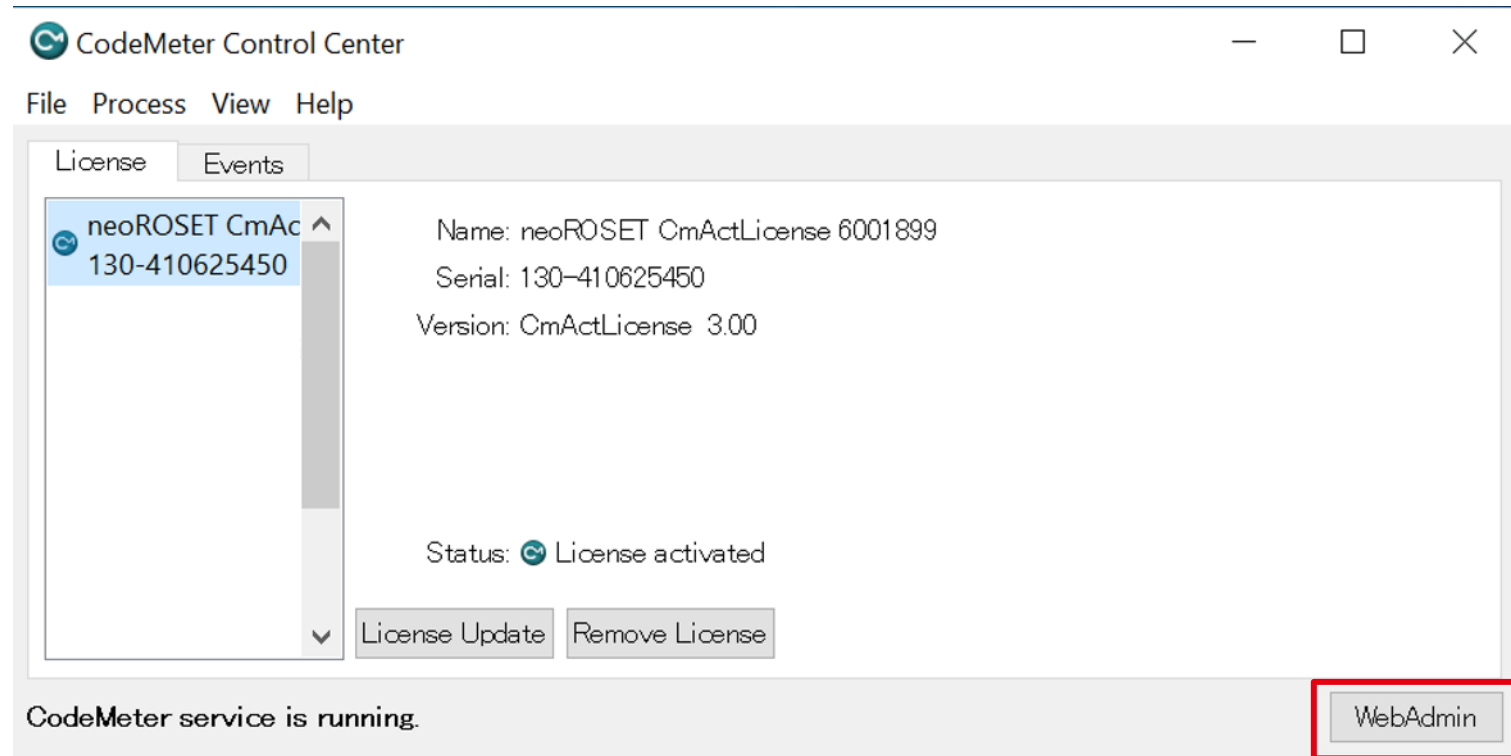 CodeMeter Control Center
File Process View Help
License Events
neoROSET CmAc
130-410625450
Name: neoROSET CmActLicense 6001899
Serial: 130-410625450
Version: CmActLicense 3.00
Status: License activated
License Update Remove License
CodeMeter service is running.
WebAdmin